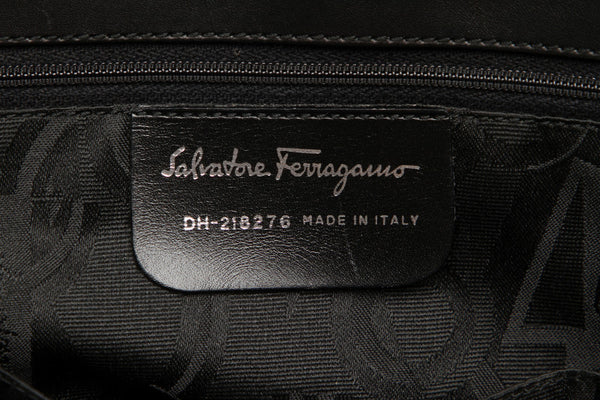 Salvatore Ferragamo
DH-218276 MADE IN ITALY